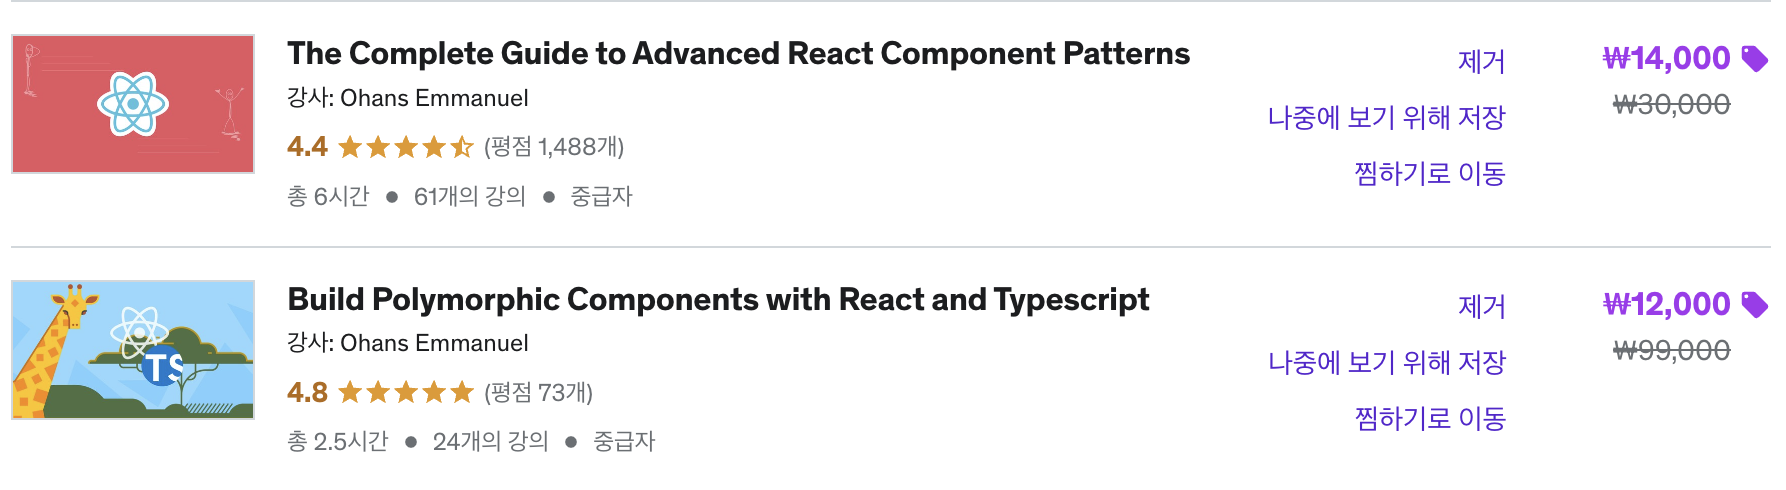 The Complete Guide to Advanced React Component Patterns
강사: Ohans Emmanuel
4.4 (평점 1,488개)
총 6시간 ● 61개의 강의 ● 중급자
제거
나중에 보기 위해 저장
찜하기로 이동
₩14,000
₩30,000
TS
Build Polymorphic Components with React and Typescript
강사: Ohans Emmanuel
4.8 (평점 73개)
총 2.5시간 ● 24개의 강의 ● 중급자
제거
나중에 보기 위해 저장
찜하기로 이동
₩12,000
₩99,000